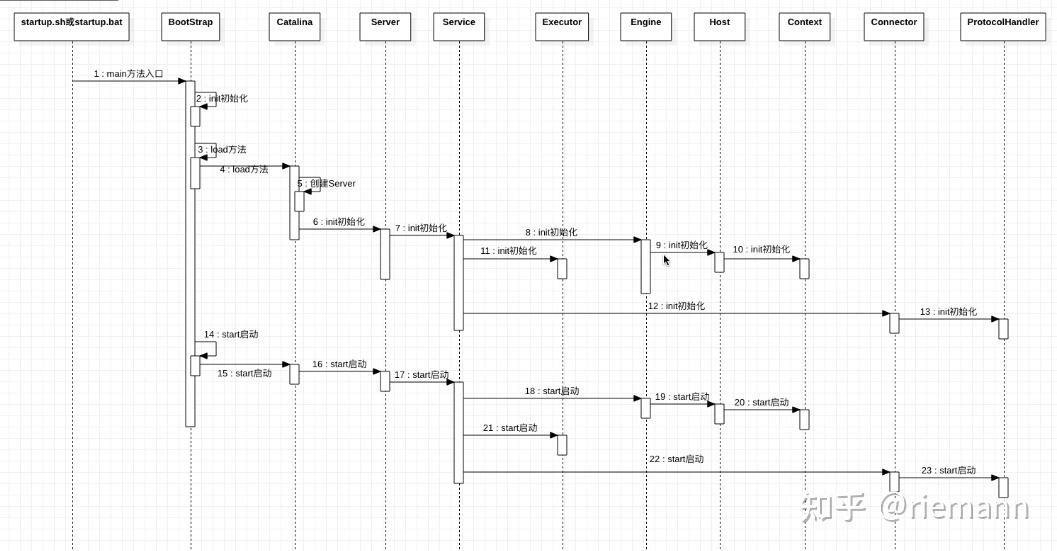 startup.sh或startup.bat
BootStrap
Catalina
Server
Service
Executor
Engine
Host
Context
Connector
ProtocolHandler
1 : main方法入口
2 : init初始化
3 : load方法
4 : load方法
5 : 创建Server
6 : init初始化
7 : init初始化
8 : init初始化
9 : init初始化
10 : init初始化
11 : init初始化
12 : init初始化
13 : init初始化
14 : start启动
15 : start启动
16 : start启动
17 : start启动
18 : start启动
19 : start启动
20 : start启动
21 : start启动
22 : start启动
23 : start启动
知乎 @riemann